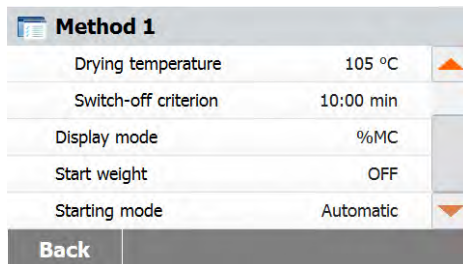 Method 1
Drying temperature 105 °C
Switch-off criterion 10:00 min
Display mode %MC
Start weight OFF
Starting mode Automatic
Back